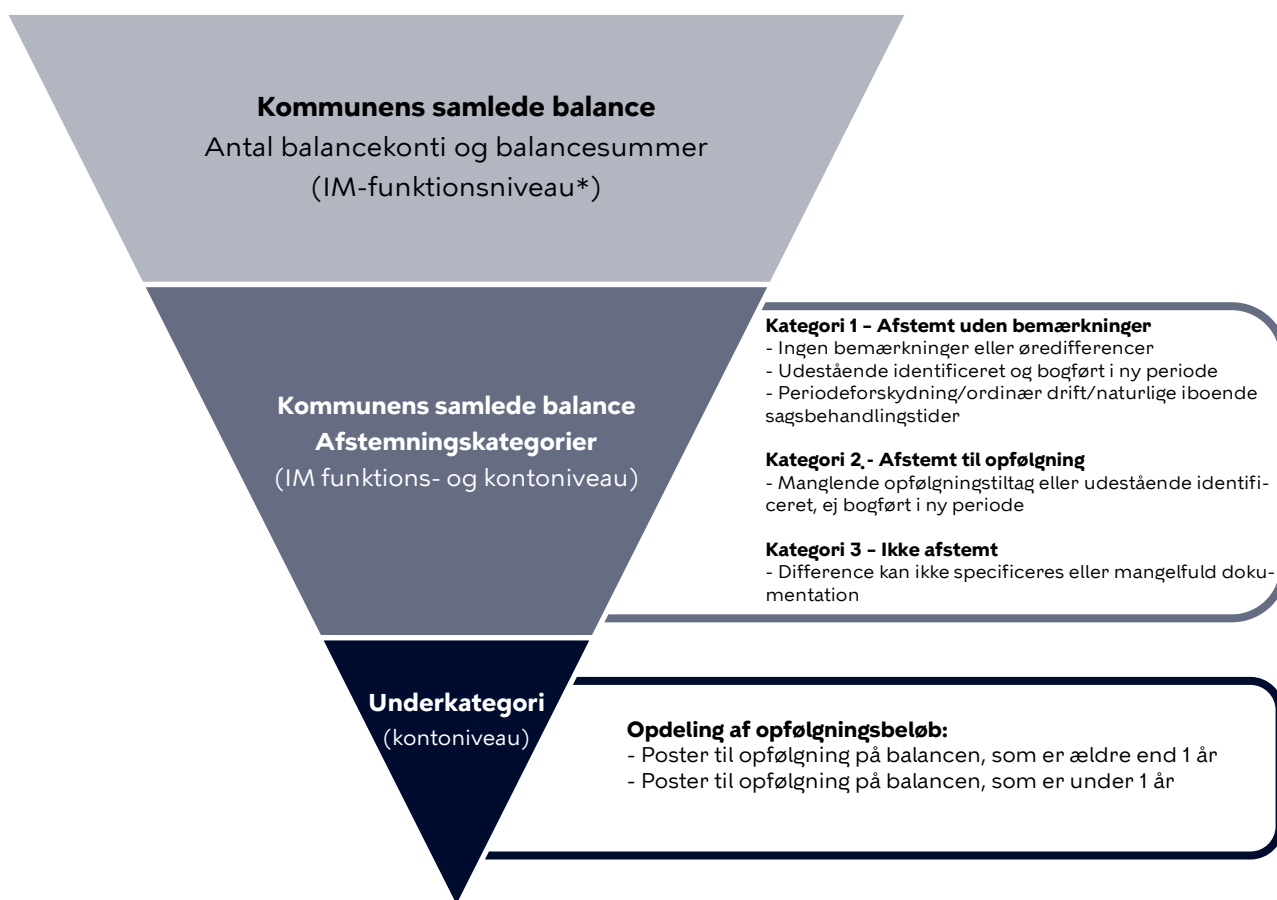 Kommunens samlede balance
Antal balancekonti og balancesummer
(IM-funktionsniveau*)
Kommunens samlede balance
Afstemningskategorier
(IM funktions- og kontoniveau)
Kategori 1 – Afstemt uden bemærkninger
- Ingen bemærkninger eller øredifferencer
- Udestående identificeret og bogført i ny periode
- Periodeforskydning/ordinær drift/naturlige iboende
sagsbehandlingstider
Kategori 2 - Afstemt til opfølgning
- Manglende opfølgningstiltag eller udestående identifi-
ceret, ej bogført i ny periode
Kategori 3 – Ikke afstemt
- Difference kan ikke specificeres eller mangelfuld doku-
mentation
Underkategori
(kontoniveau)
Opdeling af opfølgningsbeløb:
- Poster til opfølgning på balancen, som er ældre end 1 år
- Poster til opfølgning på balancen, som er under 1 år